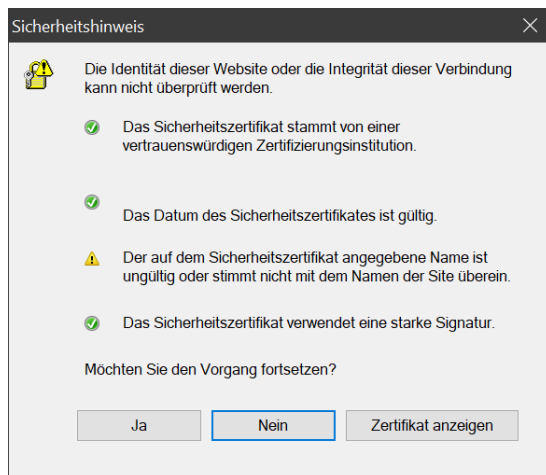 Sicherheitshinweis
Die Identität dieser Website oder die Integrität dieser Verbindung
kann nicht überprüft werden.
Das Sicherheitszertifikat stammt von einer
vertrauenswürdigen Zertifizierungsinstitution.
Das Datum des Sicherheitszertifikates ist gültig.
Der auf dem Sicherheitszertifikat angegebene Name ist
ungültig oder stimmt nicht mit dem Namen der Site überein.
Das Sicherheitszertifikat verwendet eine starke Signatur.
Möchten Sie den Vorgang fortsetzen?
Ja
Nein
Zertifikat anzeigen